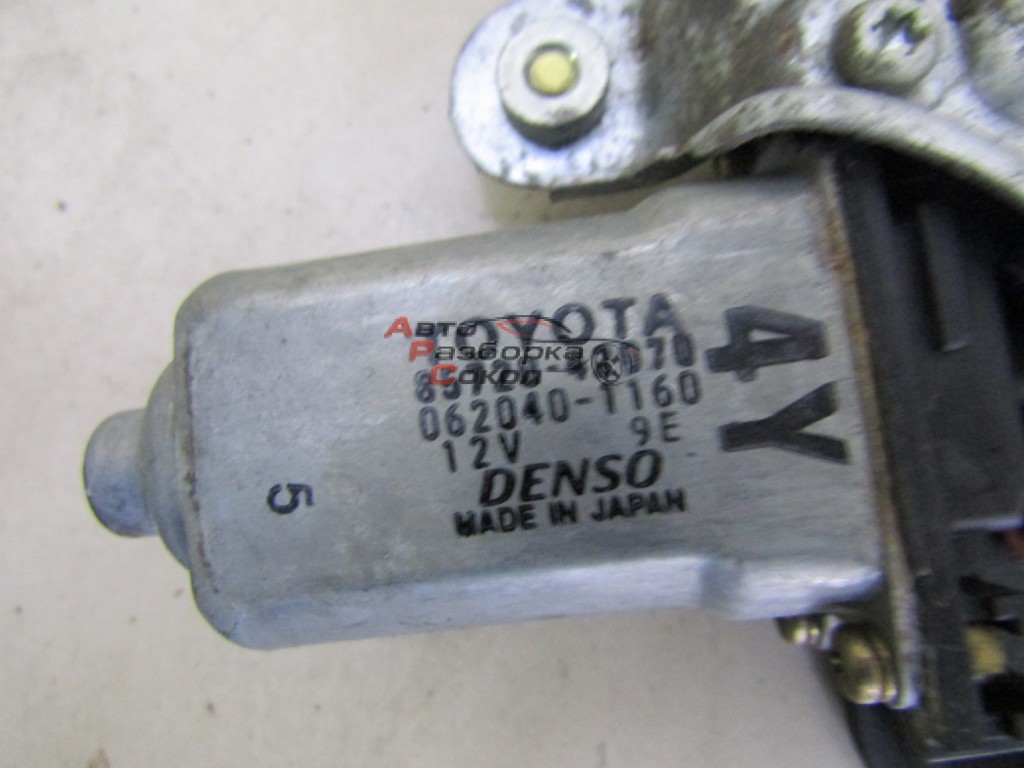 TOYOTA
Авто
Разборка
Сокол
062040-1160
12V 9E
DENSO
MADE IN JAPAN
4Y
5